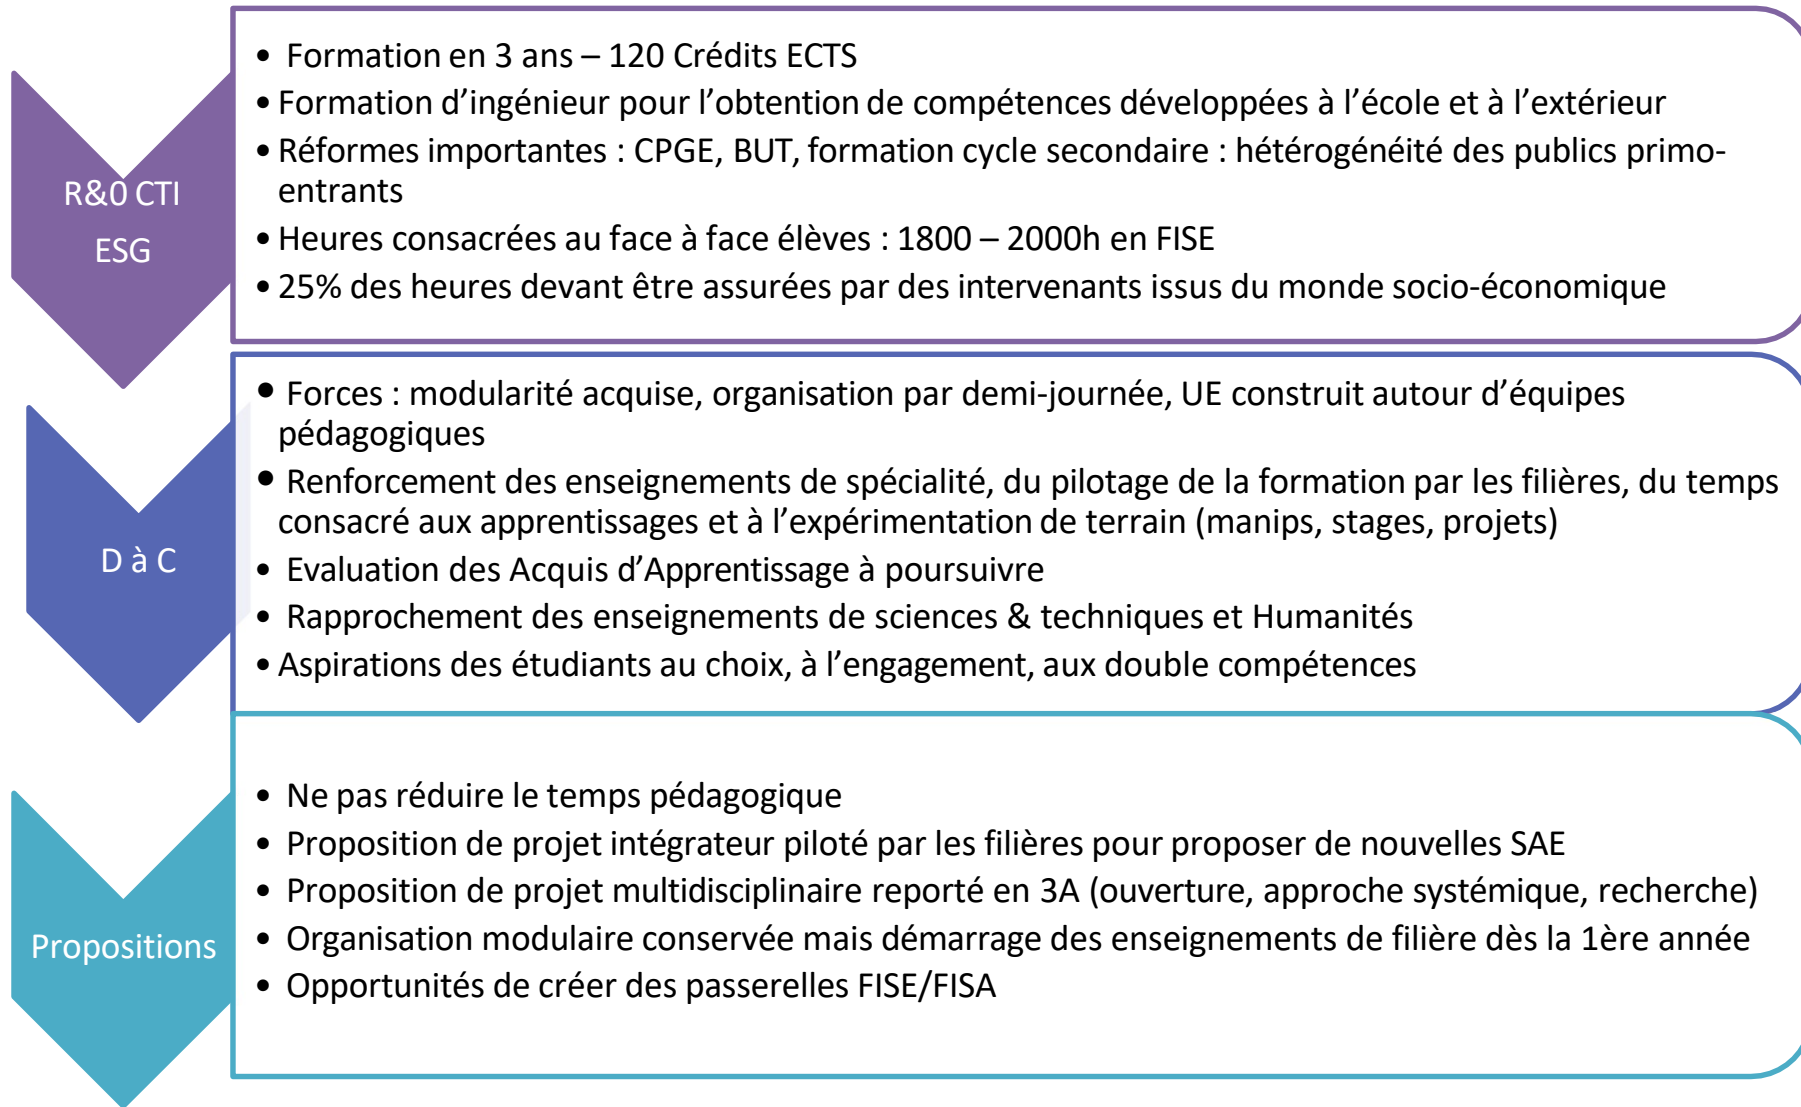 R&0 CTI
ESG
• Formation en 3 ans – 120 Crédits ECTS
• Formation d’ingénieur pour l’obtention de compétences développées à l’école et à l’extérieur
• Réformes importantes : CPGE, BUT, formation cycle secondaire : hétérogénéité des publics primo-
entrants
• Heures consacrées au face à face élèves : 1800 – 2000h en FISE
• 25% des heures devant être assurées par des intervenants issus du monde socio-économique
D à C
• Forces : modularité acquise, organisation par demi-journée, UE construit autour d’équipes
pédagogiques
• Renforcement des enseignements de spécialité, du pilotage de la formation par les filières, du temps
consacré aux apprentissages et à l’expérimentation de terrain (manips, stages, projets)
• Evaluation des Acquis d’Apprentissage à poursuivre
• Rapprochement des enseignements de sciences & techniques et Humanités
• Aspirations des étudiants au choix, à l’engagement, aux double compétences
Propositions
• Ne pas réduire le temps pédagogique
• Proposition de projet intégrateur piloté par les filières pour proposer de nouvelles SAE
• Proposition de projet multidisciplinaire reporté en 3A (ouverture, approche systémique, recherche)
• Organisation modulaire conservée mais démarrage des enseignements de filière dès la 1ère année
• Opportunités de créer des passerelles FISE/FISA